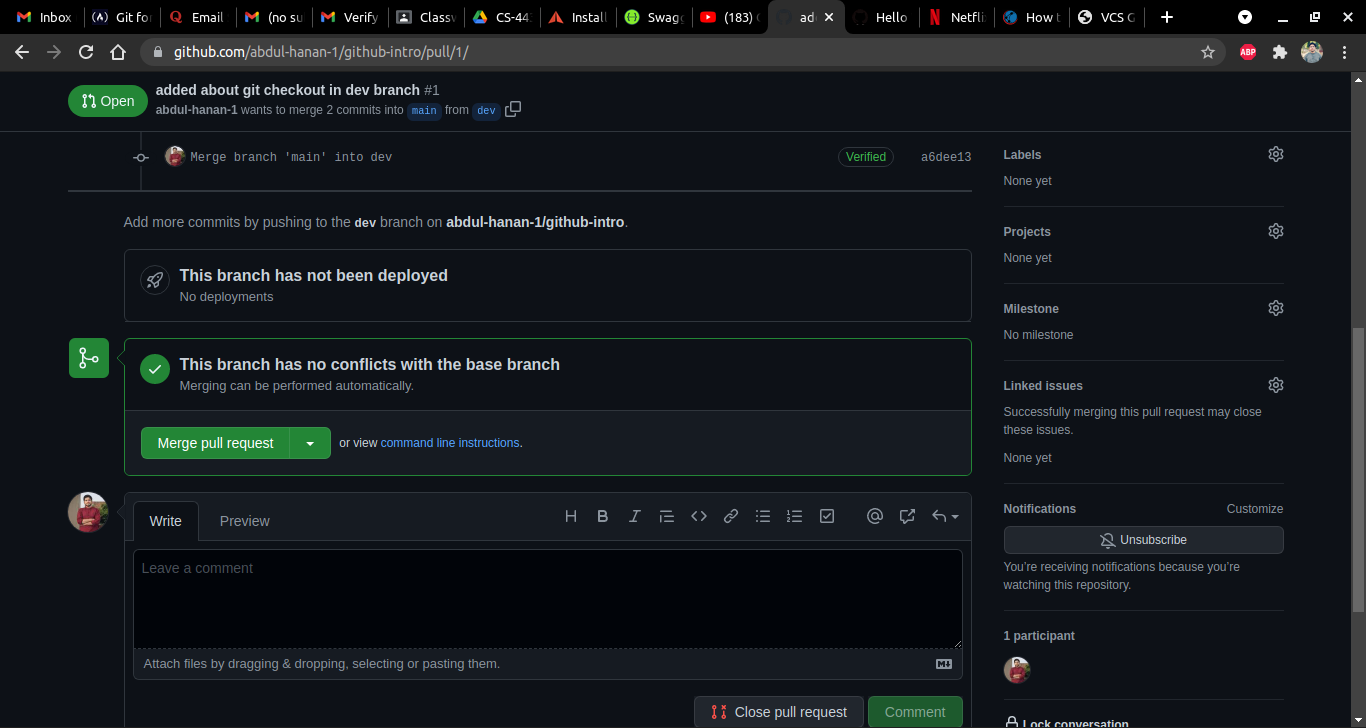 Inbox
Git for
Email
(no su
Verify
Classw
CS-44
Install
Swagg
(183)
ad
Hello
Netfli
How t
VCS G
github.com/abdul-hanan-1/github-intro/pull/1/
ABP
Open
added about git checkout in dev branch #1
abdul-hanan-1 wants to merge 2 commits into main from dev
Merge branch 'main' into dev
Verified
a6dee13
Add more commits by pushing to the dev branch on abdul-hanan-1/github-intro.
This branch has not been deployed
No deployments
This branch has no conflicts with the base branch
Merging can be performed automatically.
Merge pull request
or view command line instructions.
Write
Preview
Leave a comment
Attach files by dragging & dropping, selecting or pasting them.
Close pull request
Comment
Labels
None yet
Projects
None yet
Milestone
No milestone
Linked issues
Successfully merging this pull request may close
these issues.
None yet
Notifications
Customize
Unsubscribe
You're receiving notifications because you're
watching this repository.
1 participant
Lock conversation